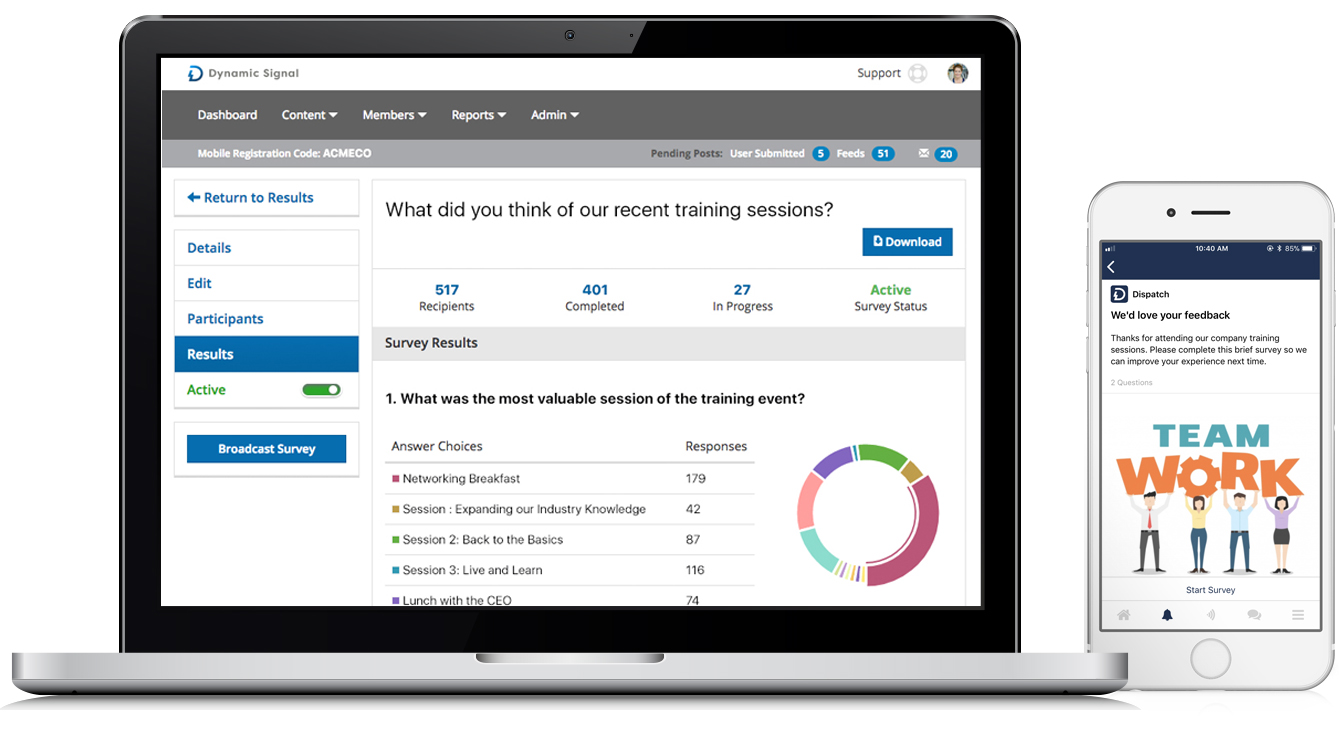 Dynamic Signal
Support
Dashboard Content Members Reports Admin
Mobile Registration Code: ACMECO
Pending Posts: User Submitted 5 Feeds 51 20
Return to Results
Details
Edit
Participants
Results
Active
Broadcast Survey
What did you think of our recent training sessions?
Download
517 401 27 Active
Recipients Completed In Progress Survey Status
Survey Results
1. What was the most valuable session of the training event?
Answer Choices Responses
Networking Breakfast 179
Session : Expanding our Industry Knowledge 42
Session 2: Back to the Basics 87
Session 3: Live and Learn 116
Lunch with the CEO 74
10:40 AM 85%
Dispatch
We'd love your feedback
Thanks for attending our company training
sessions. Please complete this brief survey so we
can improve your experience next time.
2 Questions
TEAM
WORK
Start Survey